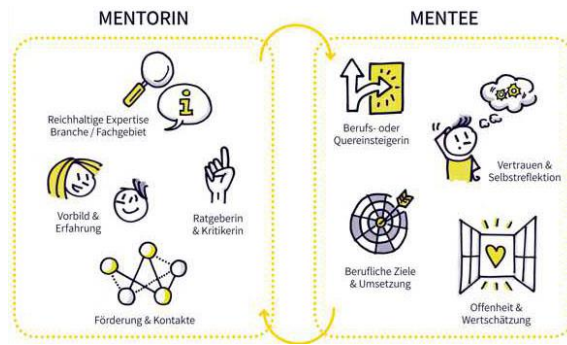 MENTORIN
Reichhaltige Expertise
Branche / Fachgebiet
i
Vorbild &
Erfahrung
Ratgeberin
& Kritikerin
Förderung & Kontakte
MENTEE
Berufs- oder
Quereinsteigerin
Vertrauen &
Selbstreflektion
Berufliche Ziele
& Umsetzung
Offenheit &
Wertschätzung